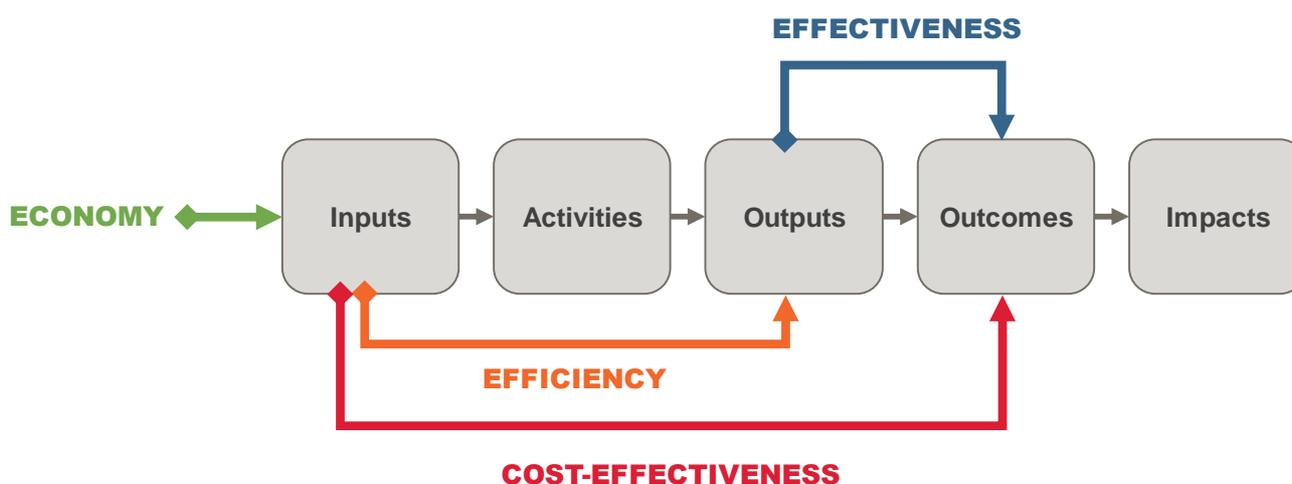 EFFECTIVENESS
ECONOMY
Inputs
Activities
Outputs
Outcomes
Impacts
EFFICIENCY
COST-EFFECTIVENESS